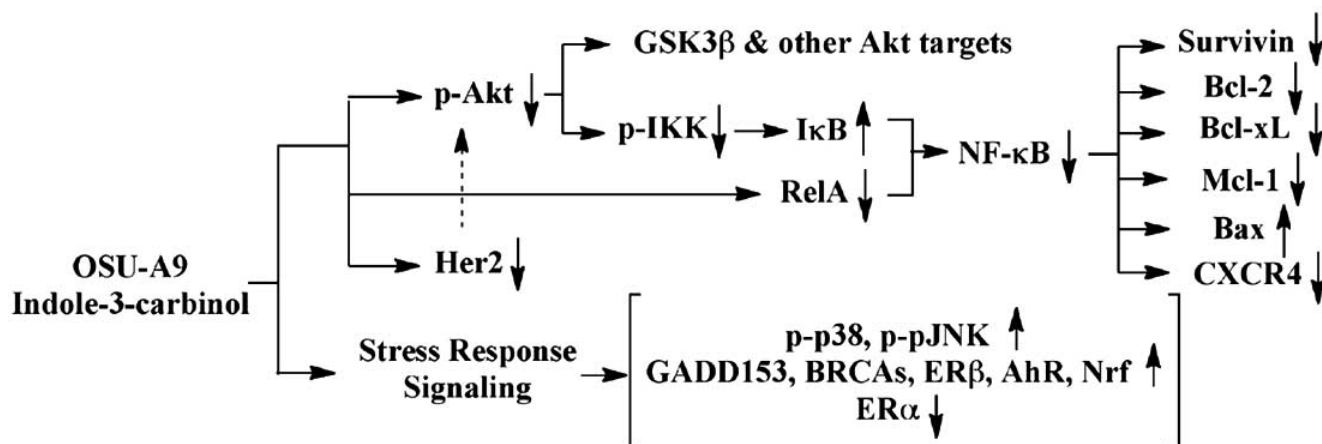 GSK3β & other Akt targets
p-Akt
p-IKK
IκB
RelA
NF-κB
Survivin
Bcl-2
Bcl-xL
Mcl-1
Bax
CXCR4
Her2
OSU-A9
Indole-3-carbinol
Stress Response
Signaling
p-p38, p-pJNK
GADD153, BRCAs, ERβ, AhR, Nrf
ERα